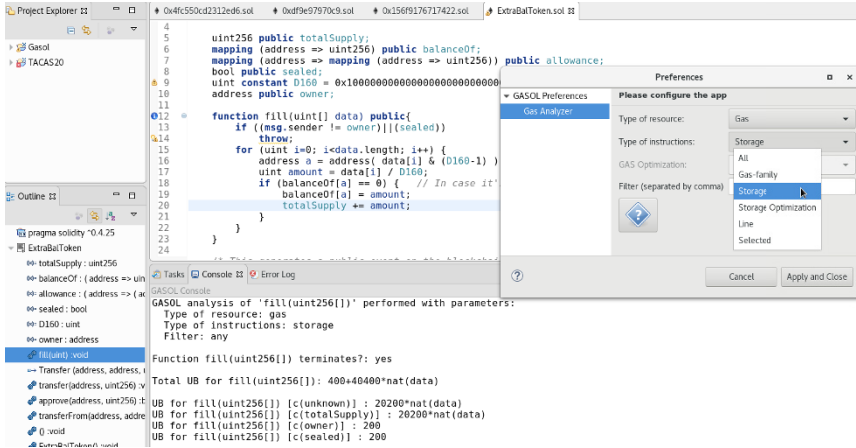 Project Explorer
Gasol
TACAS20
0x4fc550cd2312ed6.sol
0xdf9e97970c9.sol
0x156f9176717422.sol
ExtraBalToken.sol
4
5 uint256 public totalSupply;
6 mapping (address => uint256) public balanceOf;
7 mapping (address => mapping (address => uint256)) public allowance;
8 bool public sealed;
9 uint constant D160 =
10 address public owner;
11
12 function fill(uint[] data) public{
13 if ((msg.sender != owner)||(sealed))
14 throw;
15 for (uint i=0; i<data.length; i++) {
16 address a = address( data[i] & (D160-1) )
17 uint amount = data[i] / D160;
18 if (balanceOf[a] == 0) { // In case it'
19 balanceOf[a] = amount;
20 totalSupply += amount;
21 }
22 }
23 }
24
Preferences
GASOL Preferences
Gas Analyzer
Please configure the app
Type of resource:
Gas
Type of instructions:
Storage
GAS Optimization:
Filter (separated by comma)
All
Gas-family
Storage
Storage Optimization
Line
Selected
Cancel
Apply and Close
Outline
pragma solidity ^0.4.25
ExtraBalToken
totalSupply : uint256
balanceOf : ( address => uin
allowance : ( address => ( ad
sealed : bool
D160 : uint
owner : address
fill(uint) :void
Transfer (address, address,
transfer(address, uint256) :v
approve(address, uint256) :b
transferFrom(address, addre
() :void
ExtraBalToken() :void
Tasks
Console
Error Log
GASOL Console
GASOL analysis of 'fill(uint256[])' performed with parameters:
Type of resource: gas
Type of instructions: storage
Filter: any
Function fill(uint256[]) terminates?: yes
Total UB for fill(uint256[]): 400+40400*nat(data)
UB for fill(uint256[]) [c(unknown)] : 20200*nat(data)
UB for fill(uint256[]) [c(totalSupply)] : 20200*nat(data)
UB for fill(uint256[]) [c(owner)] : 200
UB for fill(uint256[]) [c(sealed)] : 200